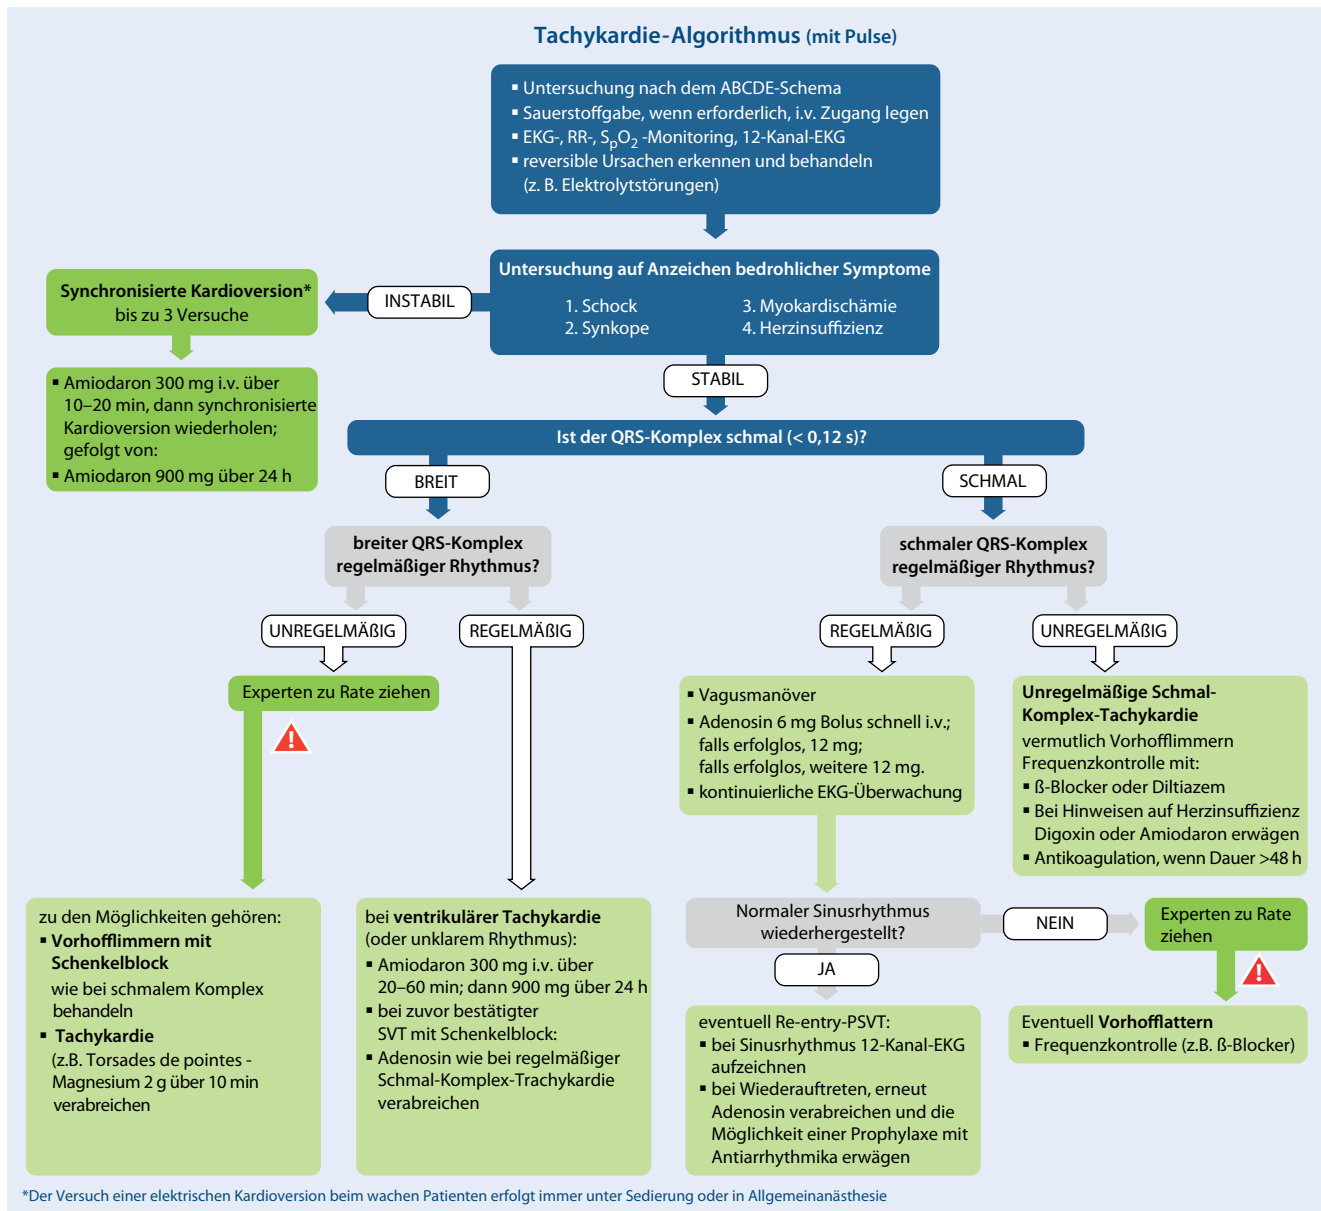 Tachykardie-Algorithmus (mit Pulse)
▪ Untersuchung nach dem ABCDE-Schema
▪ Sauerstoffgabe, wenn erforderlich, i.v. Zugang legen
▪ EKG-, RR-, SpO2 -Monitoring, 12-Kanal-EKG
▪ reversible Ursachen erkennen und behandeln
(z. B. Elektrolytstörungen)
Untersuchung auf Anzeichen bedrohlicher Symptome
1. Schock
2. Synkope
3. Myokardischämie
4. Herzinsuffizienz
INSTABIL
Synchronisierte Kardioversion*
bis zu 3 Versuche
▪ Amiodaron 300 mg i.v. über
10–20 min, dann synchronisierte
Kardioversion wiederholen;
gefolgt von:
▪ Amiodaron 900 mg über 24 h
STABIL
Ist der QRS-Komplex schmal (< 0,12 s)?
BREIT
SCHMAL
breiter QRS-Komplex
regelmäßiger Rhythmus?
UNREGELMÄßIG
REGELMÄßIG
Experten zu Rate ziehen
zu den Möglichkeiten gehören:
▪ Vorhofflimmern mit
Schenkelblock
wie bei schmalem Komplex
behandeln
▪ Tachykardie
(z.B. Torsades de pointes -
Magnesium 2 g über 10 min
verabreichen
bei ventrikulärer Tachykardie
(oder unklarem Rhythmus):
▪ Amiodaron 300 mg i.v. über
20–60 min; dann 900 mg über 24 h
▪ bei zuvor bestätigter
SVT mit Schenkelblock:
▪ Adenosin wie bei regelmäßiger
Schmal-Komplex-Trachykardie
verabreichen
schmaler QRS-Komplex
regelmäßiger Rhythmus?
REGELMÄßIG
UNREGELMÄßIG
▪ Vagusmanöver
▪ Adenosin 6 mg Bolus schnell i.v.;
falls erfolglos, 12 mg;
falls erfolglos, weitere 12 mg.
▪ kontinuierliche EKG-Überwachung
Unregelmäßige Schmal-
Komplex-Tachykardie
vermutlich Vorhofflimmern
Frequenzkontrolle mit:
▪ ß-Blocker oder Diltiazem
▪ Bei Hinweisen auf Herzinsuffizienz
Digoxin oder Amiodaron erwägen
▪ Antikoagulation, wenn Dauer >48 h
Normaler Sinusrhythmus
wiederhergestellt?
NEIN
Experten zu Rate
ziehen
JA
eventuell Re-entry-PSVT:
▪ bei Sinusrhythmus 12-Kanal-EKG
aufzeichnen
▪ bei Wiederauftreten, erneut
Adenosin verabreichen und die
Möglichkeit einer Prophylaxe mit
Antiarrhythmika erwägen
Eventuell Vorhofflattern
▪ Frequenzkontrolle (z.B. ß-Blocker)
*Der Versuch einer elektrischen Kardioversion beim wachen Patienten erfolgt immer unter Sedierung oder in Allgemeinanästhesie